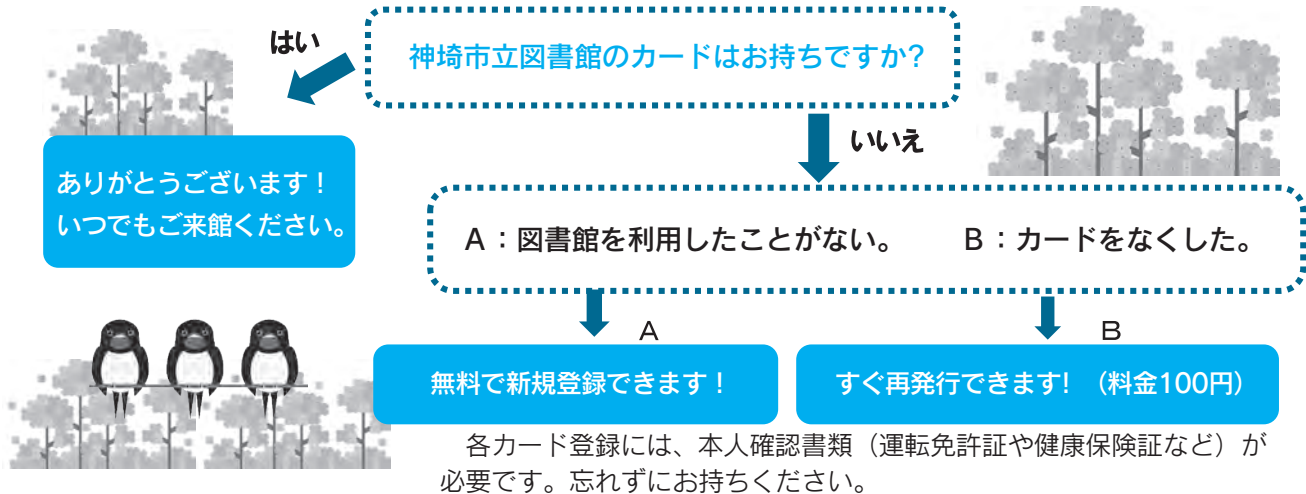 神埼市立図書館のカードはお持ちですか?
はい
いいえ
ありがとうございます！
いつでもご来館ください。
A：図書館を利用したことがない。 B：カードをなくした。
A
B
無料で新規登録できます！
すぐ再発行できます! （料金100円）
各カード登録には、本人確認書類（運転免許証や健康保険証など）が
必要です。忘れずにお持ちください。